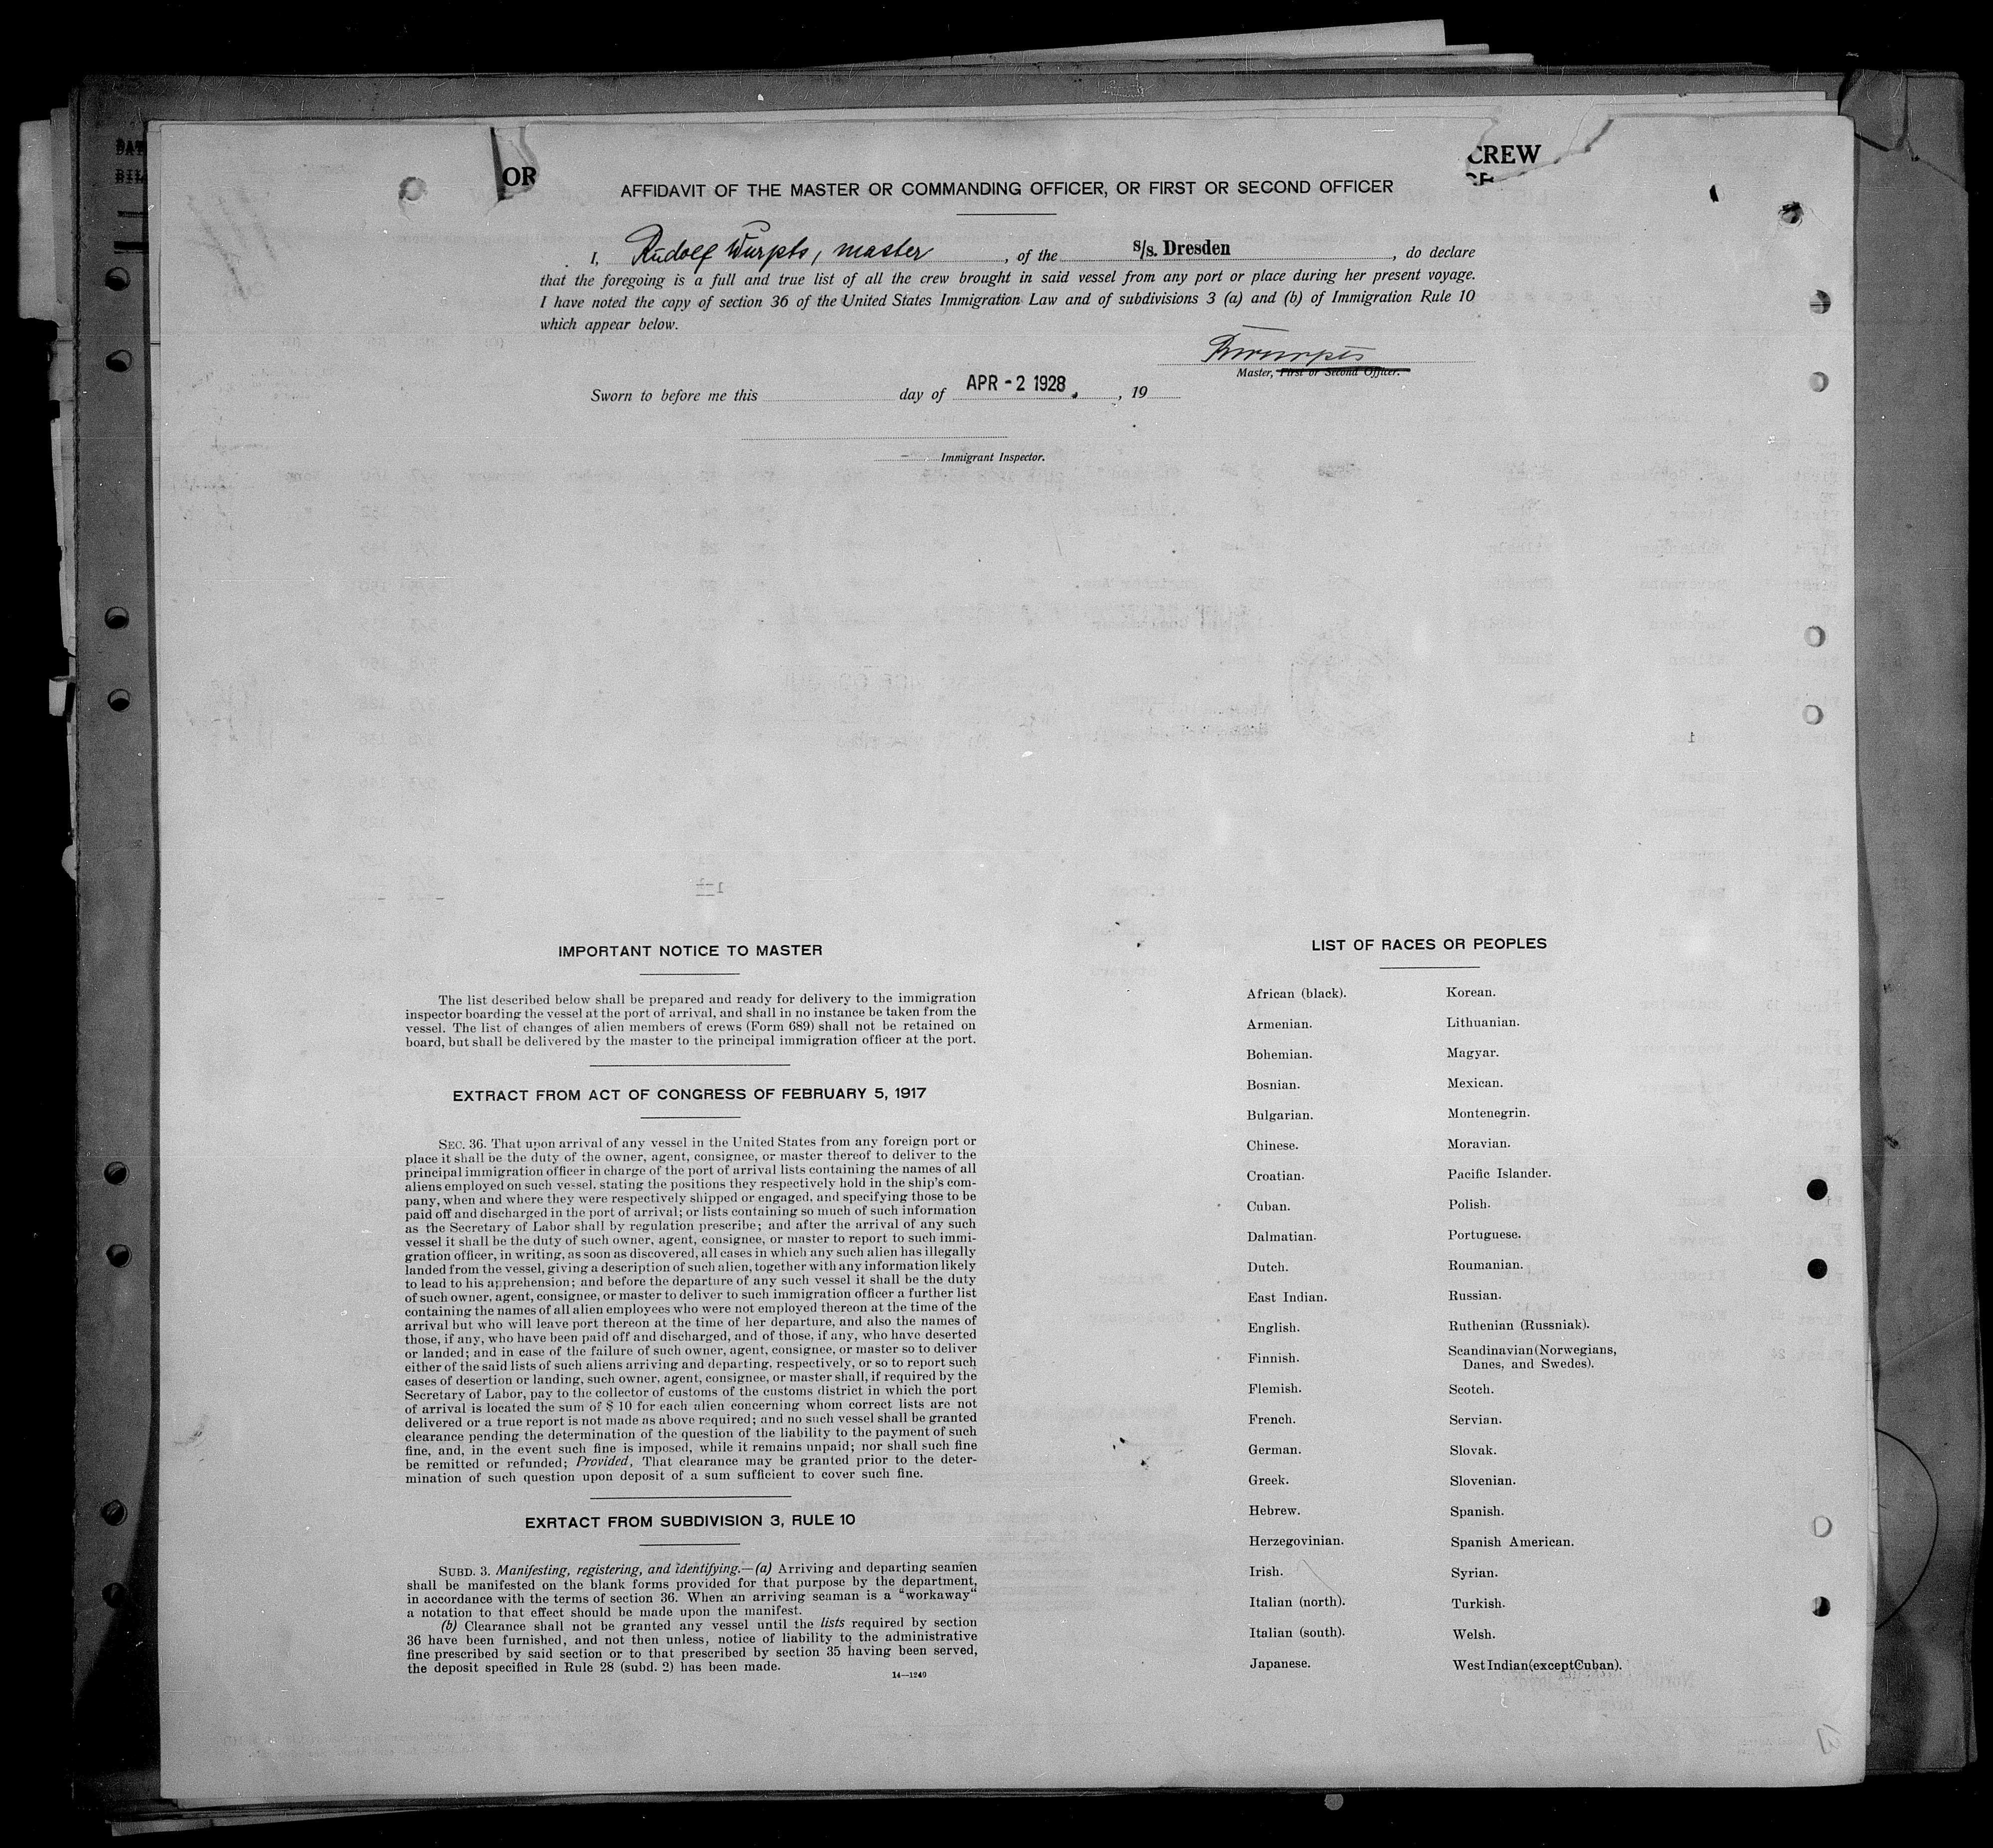 OR
CREW
AFFIDAVIT OF THE MASTER OR COMMANDING OFFICER, OR FIRST OR SECOND OFFICER
I, Rudolf Wurpts, master, of the S/s. Dresden, do declare
that the foregoing is a full and true list of all the crew brought in said vessel from any port or place during her present voyage.
I have noted the copy of section 36 of the United States Immigration Law and of subdivisions 3 (a) and (b) of Immigration Rule 10
which appear below.
RWurpts
Master, First or Second Officer.
Sworn to before me this day of APR - 2 1928, 19
Immigrant Inspector.
IMPORTANT NOTICE TO MASTER
The list described below shall be prepared and ready for delivery to the immigration
inspector boarding the vessel at the port of arrival, and shall in no instance be taken from the
vessel. The list of changes of alien members of crews (Form 689) shall not be retained on
board, but shall be delivered by the master to the principal immigration officer at the port.
EXTRACT FROM ACT OF CONGRESS OF FEBRUARY 5, 1917
SEC. 36. That upon arrival of any vessel in the United States from any foreign port or
place it shall be the duty of the owner, agent, consignee, or master thereof to deliver to the
principal immigration officer in charge of the port of arrival lists containing the names of all
aliens employed on such vessel, stating the positions they respectively hold in the ship's com-
pany, when and where they were respectively shipped or engaged, and specifying those to be
paid off and discharged in the port of arrival; or lists containing so much of such information
as the Secretary of Labor shall by regulation prescribe; and after the arrival of any such
vessel it shall be the duty of such owner, agent, consignee, or master to report to such immi-
gration officer, in writing, as soon as discovered, all cases in which any such alien has illegally
landed from the vessel, giving a description of such alien, together with any information likely
to lead to his apprehension; and before the departure of any such vessel it shall be the duty
of such owner, agent, consignee, or master to deliver to such immigration officer a further list
containing the names of all alien employees who were not employed thereon at the time of the
arrival but who will leave port thereon at the time of her departure, and also the names of
those, if any, who have been paid off and discharged, and of those, if any, who have deserted
or landed; and in case of the failure of such owner, agent, consignee, or master so to deliver
either of the said lists of such aliens arriving and departing, respectively, or so to report such
cases of desertion or landing, such owner, agent, consignee, or master shall, if required by the
Secretary of Labor, pay to the collector of customs of the customs district in which the port
of arrival is located the sum of $ 10 for each alien concerning whom correct lists are not
delivered or a true report is not made as above required; and no such vessel shall be granted
clearance pending the determination of the question of the liability to the payment of such
fine, and, in the event such fine is imposed, while it remains unpaid; nor shall such fine
be remitted or refunded; Provided, That clearance may be granted prior to the deter-
mination of such question upon deposit of a sum sufficient to cover such fine.
EXRTACT FROM SUBDIVISION 3, RULE 10
SUBD. 3. Manifesting, registering, and identifying.—(a) Arriving and departing seamen
shall be manifested on the blank forms provided for that purpose by the department,
in accordance with the terms of section 36. When an arriving seaman is a “workaway“
a notation to that effect should be made upon the manifest.
(b) Clearance shall not be granted any vessel until the lists required by section
36 have been furnished, and not then unless, notice of liability to the administrative
fine prescribed by said section or to that prescribed by section 35 having been served,
the deposit specified in Rule 28 (subd. 2) has been made.
14—1240
LIST OF RACES OR PEOPLES
African (black).
Armenian.
Bohemian.
Bosnian.
Bulgarian.
Chinese.
Croatian.
Cuban.
Dalmatian.
Dutch.
East Indian.
English.
Finnish.
Flemish.
French.
German.
Greek.
Hebrew.
Herzegovinian.
Irish.
Italian (north).
Italian (south).
Japanese.
Korean.
Lithuanian.
Magyar.
Mexican.
Montenegrin.
Moravian.
Pacific Islander.
Polish.
Portuguese.
Roumanian.
Russian.
Ruthenian (Russniak).
Scandinavian(Norwegians,
Danes, and Swedes).
Scotch.
Servian.
Slovak.
Slovenian.
Spanish.
Spanish American.
Syrian.
Turkish.
Welsh.
West Indian(except Cuban).